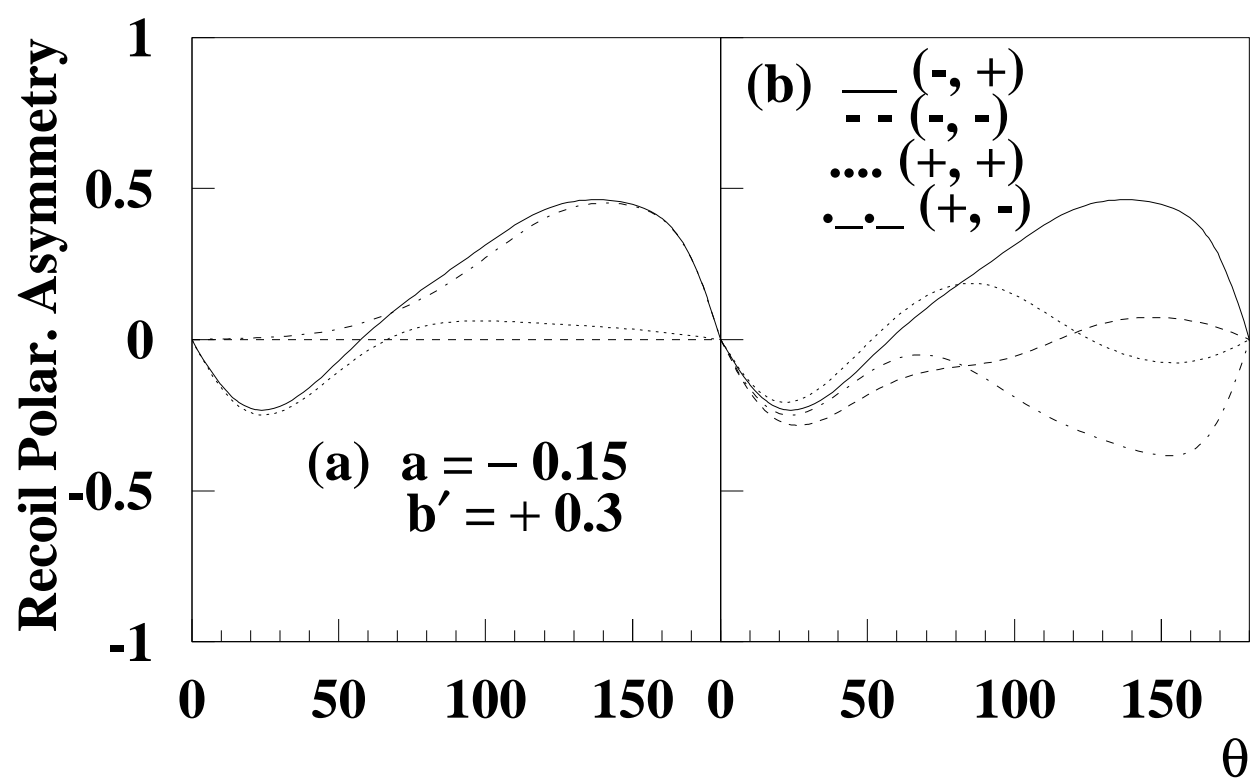 Recoil Polar. Asymmetry
1
0.5
0
-0.5
-1
(a) a = − 0.15
b′ = + 0.3
(b) __ (-, +)
- - (-, -)
.... (+, +)
._._ (+, -)
0 50 100 150 0 50 100 150
θ